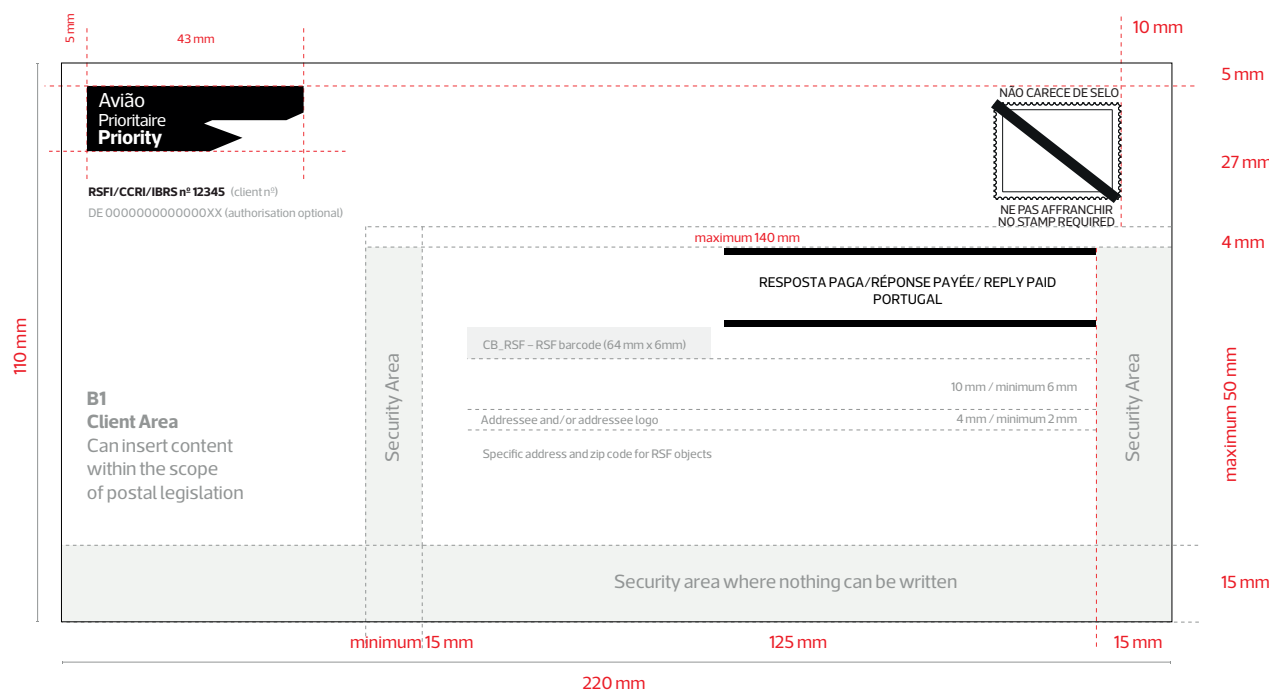 5 mm
43 mm
10 mm
5 mm
Avião
Prioritaire
Priority
NÃO CARECE DE SELO
27 mm
RSFI/CCRI/IBRS nº 12345 (client nº)
DE 0000000000000XX (authorisation optional)
NE PAS AFFRANCHIR
NO STAMP REQUIRED
maximum 140 mm
4 mm
RESPOSTA PAGA/RÉPONSE PAYÉE/ REPLY PAID
PORTUGAL
110 mm
CB_RSF – RSF barcode (64 mm x 6mm)
Security Area
Security Area
10 mm / minimum 6 mm
maximum 50 mm
B1
Client Area
Can insert content
within the scope
of postal legislation
Addressee and/or addressee logo
4 mm / minimum 2 mm
Specific address and zip code for RSF objects
Security area where nothing can be written
15 mm
minimum 15 mm
125 mm
15 mm
220 mm